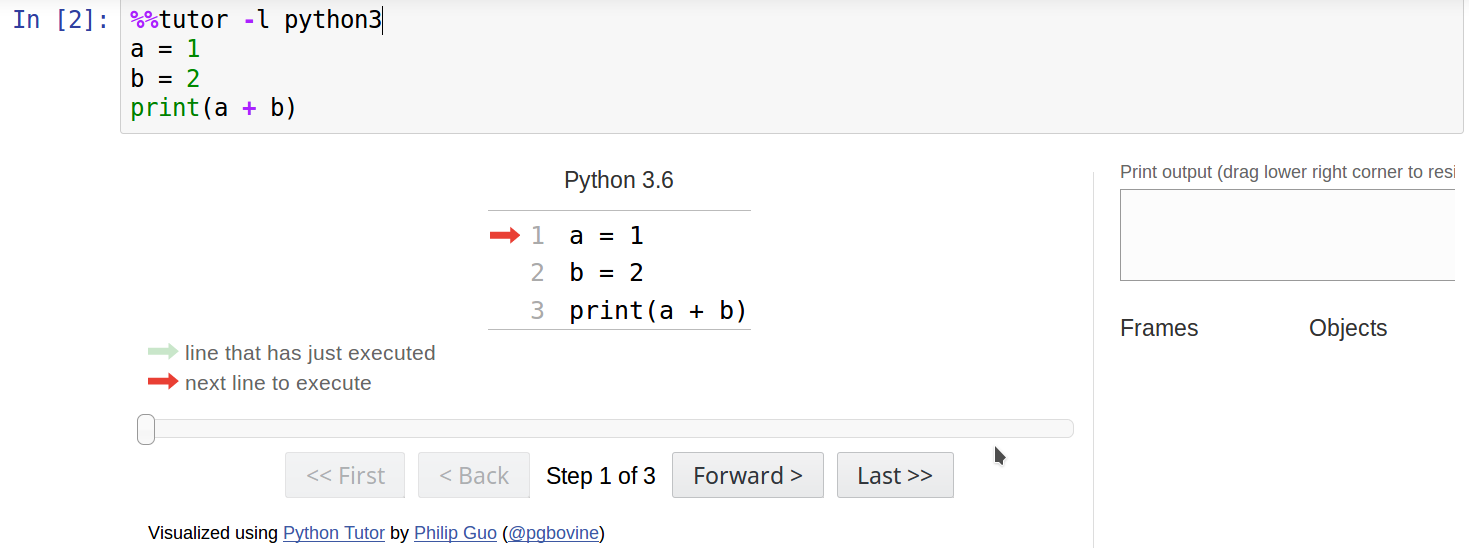 In [2]: %%tutor -l python3
a = 1
b = 2
print(a + b)
Python 3.6
1 a = 1
2 b = 2
3 print(a + b)
line that has just executed
next line to execute
<< First < Back Step 1 of 3 Forward > Last >>
Visualized using Python Tutor by Philip Guo (@pgbovine)
Print output (drag lower right corner to resi
Frames Objects